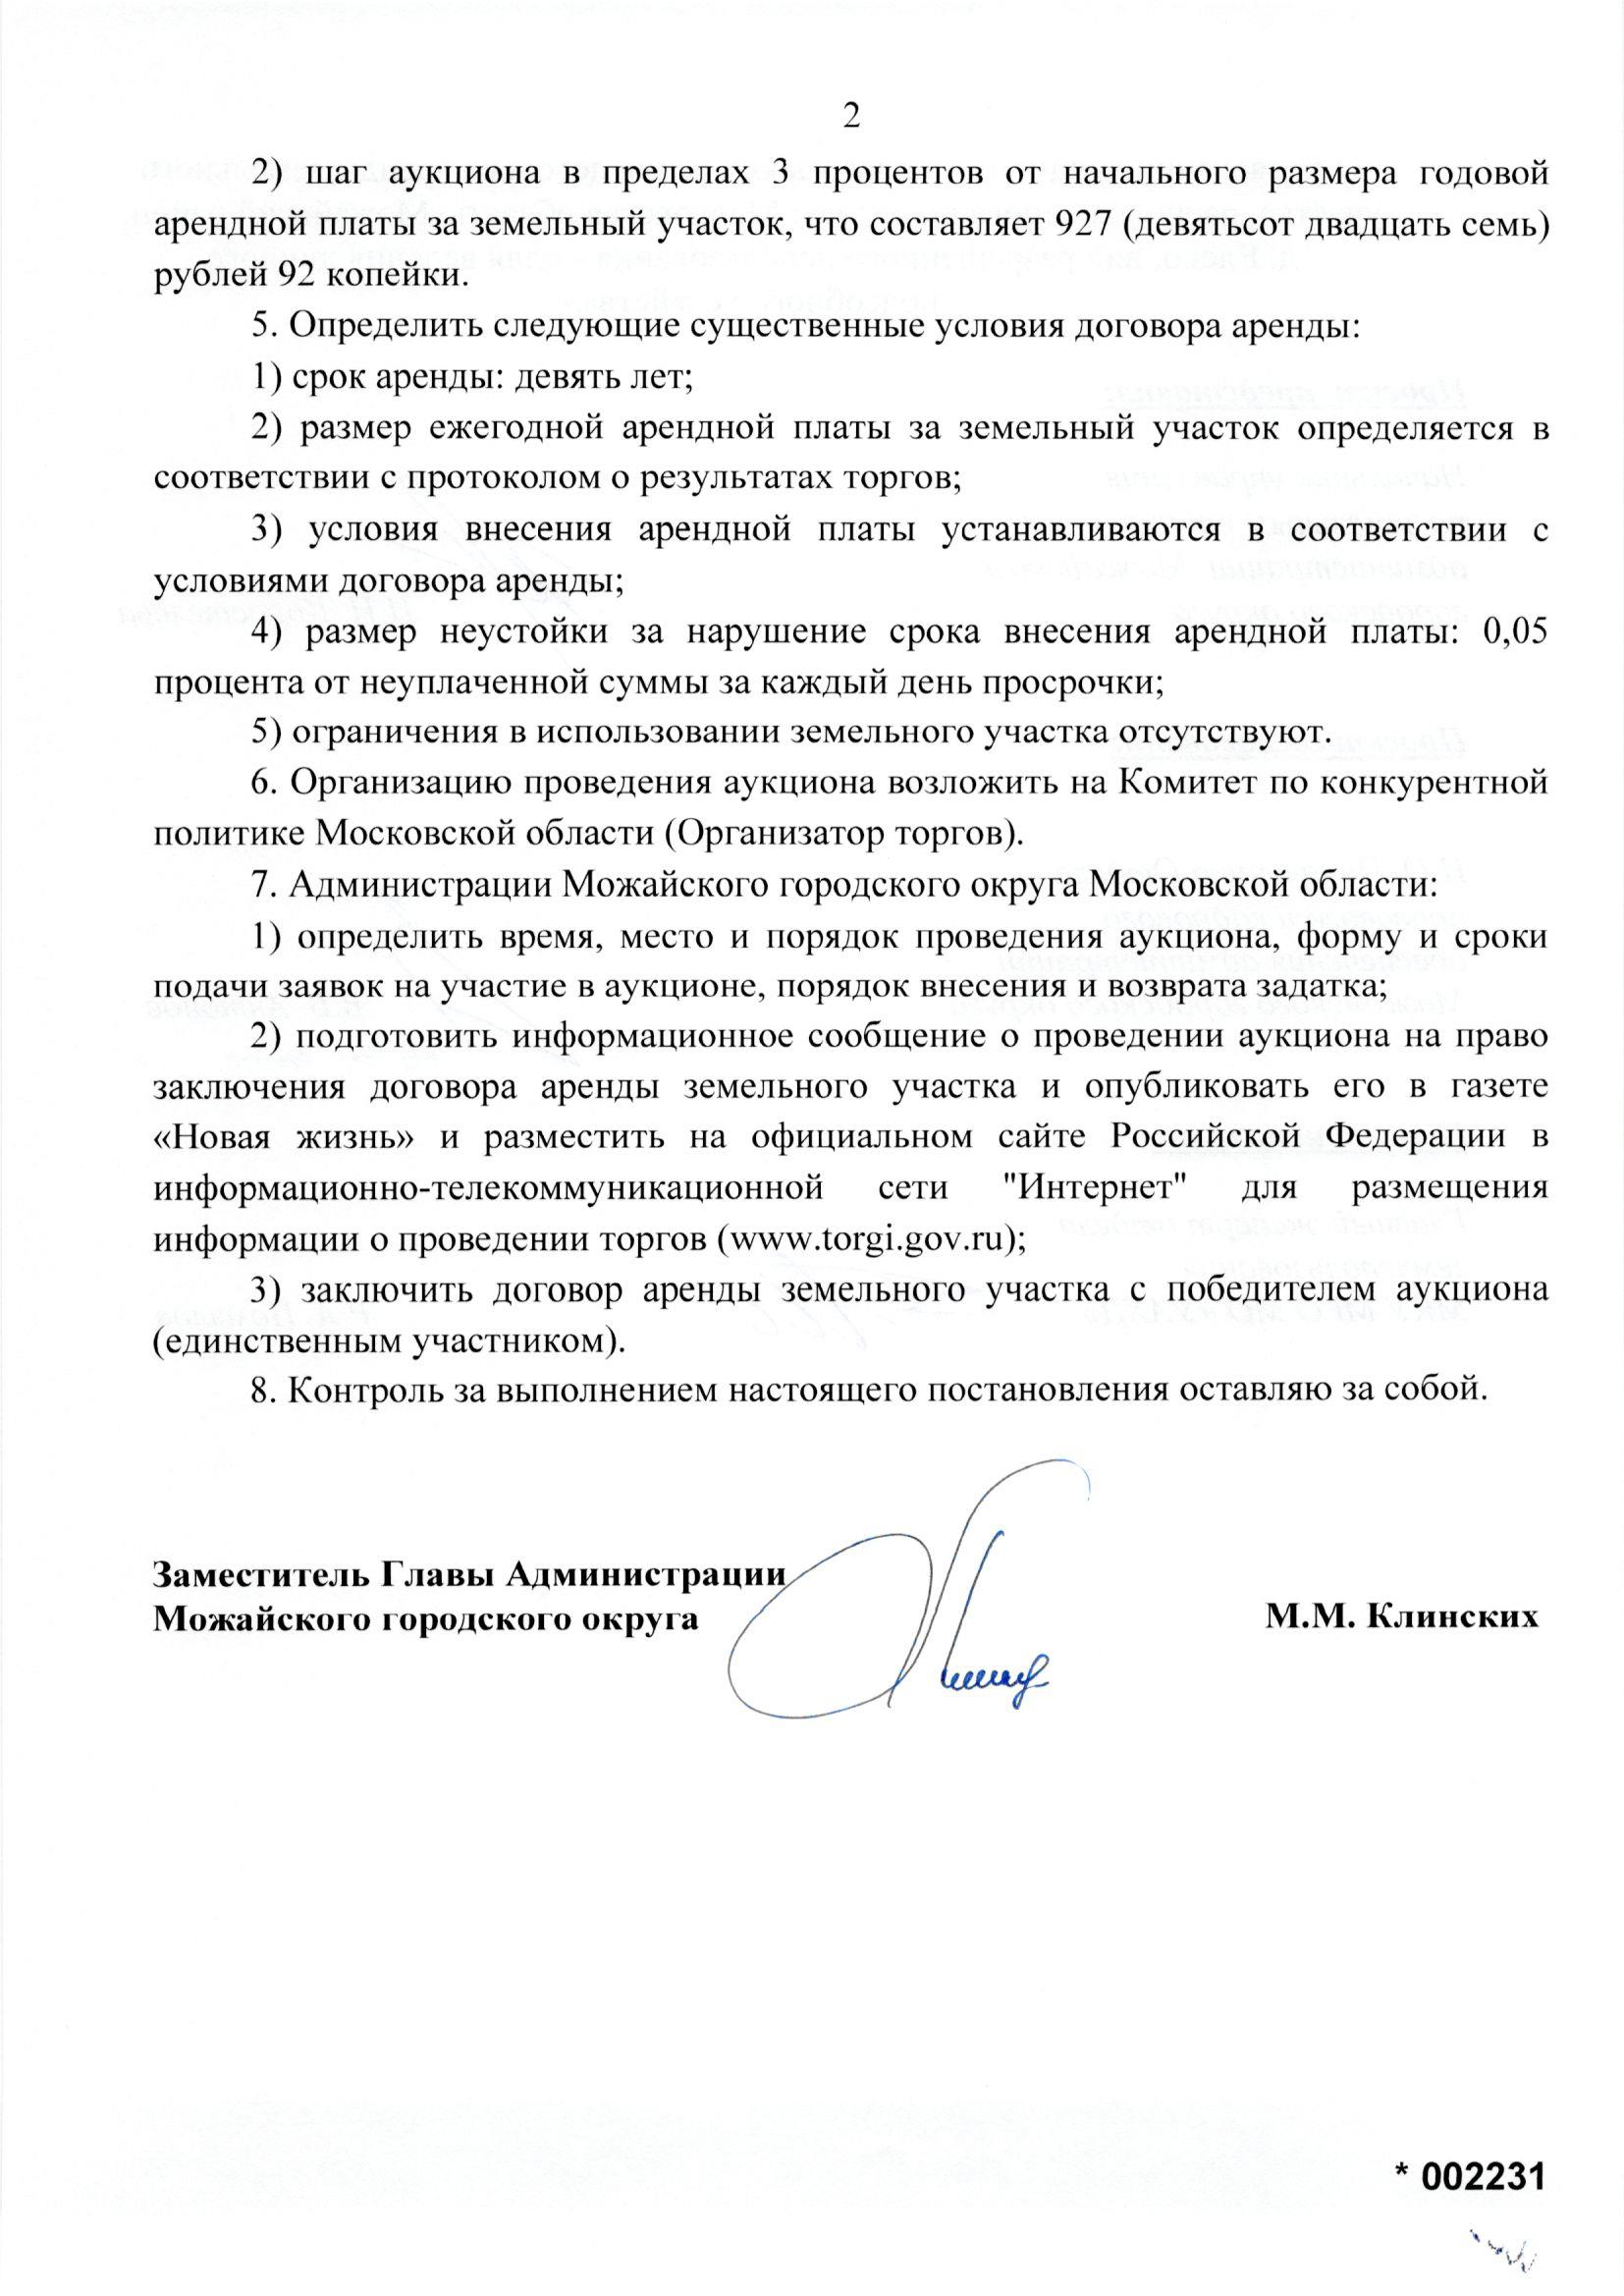 2
2) шаг аукциона в пределах 3 процентов от начального размера годовой
арендной платы за земельный участок, что составляет 927 (девятьсот двадцать семь)
рублей 92 копейки.
5. Определить следующие существенные условия договора аренды:
1) срок аренды: девять лет;
2) размер ежегодной арендной платы за земельный участок определяется в
соответствии с протоколом о результатах торгов;
3) условия внесения арендной платы устанавливаются в соответствии с
условиями договора аренды;
4) размер неустойки за нарушение срока внесения арендной платы: 0,05
процента от неуплаченной суммы за каждый день просрочки;
5) ограничения в использовании земельного участка отсутствуют.
6. Организацию проведения аукциона возложить на Комитет по конкурентной
политике Московской области (Организатор торгов).
7. Администрации Можайского городского округа Московской области:
1) определить время, место и порядок проведения аукциона, форму и сроки
подачи заявок на участие в аукционе, порядок внесения и возврата задатка;
2) подготовить информационное сообщение о проведении аукциона на право
заключения договора аренды земельного участка и опубликовать его в газете
«Новая жизнь» и разместить на официальном сайте Российской Федерации в
информационно-телекоммуникационной сети "Интернет" для размещения
информации о проведении торгов (www.torgi.gov.ru);
3) заключить договор аренды земельного участка с победителем аукциона
(единственным участником).
8. Контроль за выполнением настоящего постановления оставляю за собой.
Заместитель Главы Администрации
Можайского городского округа М.М. Клинских
* 002231